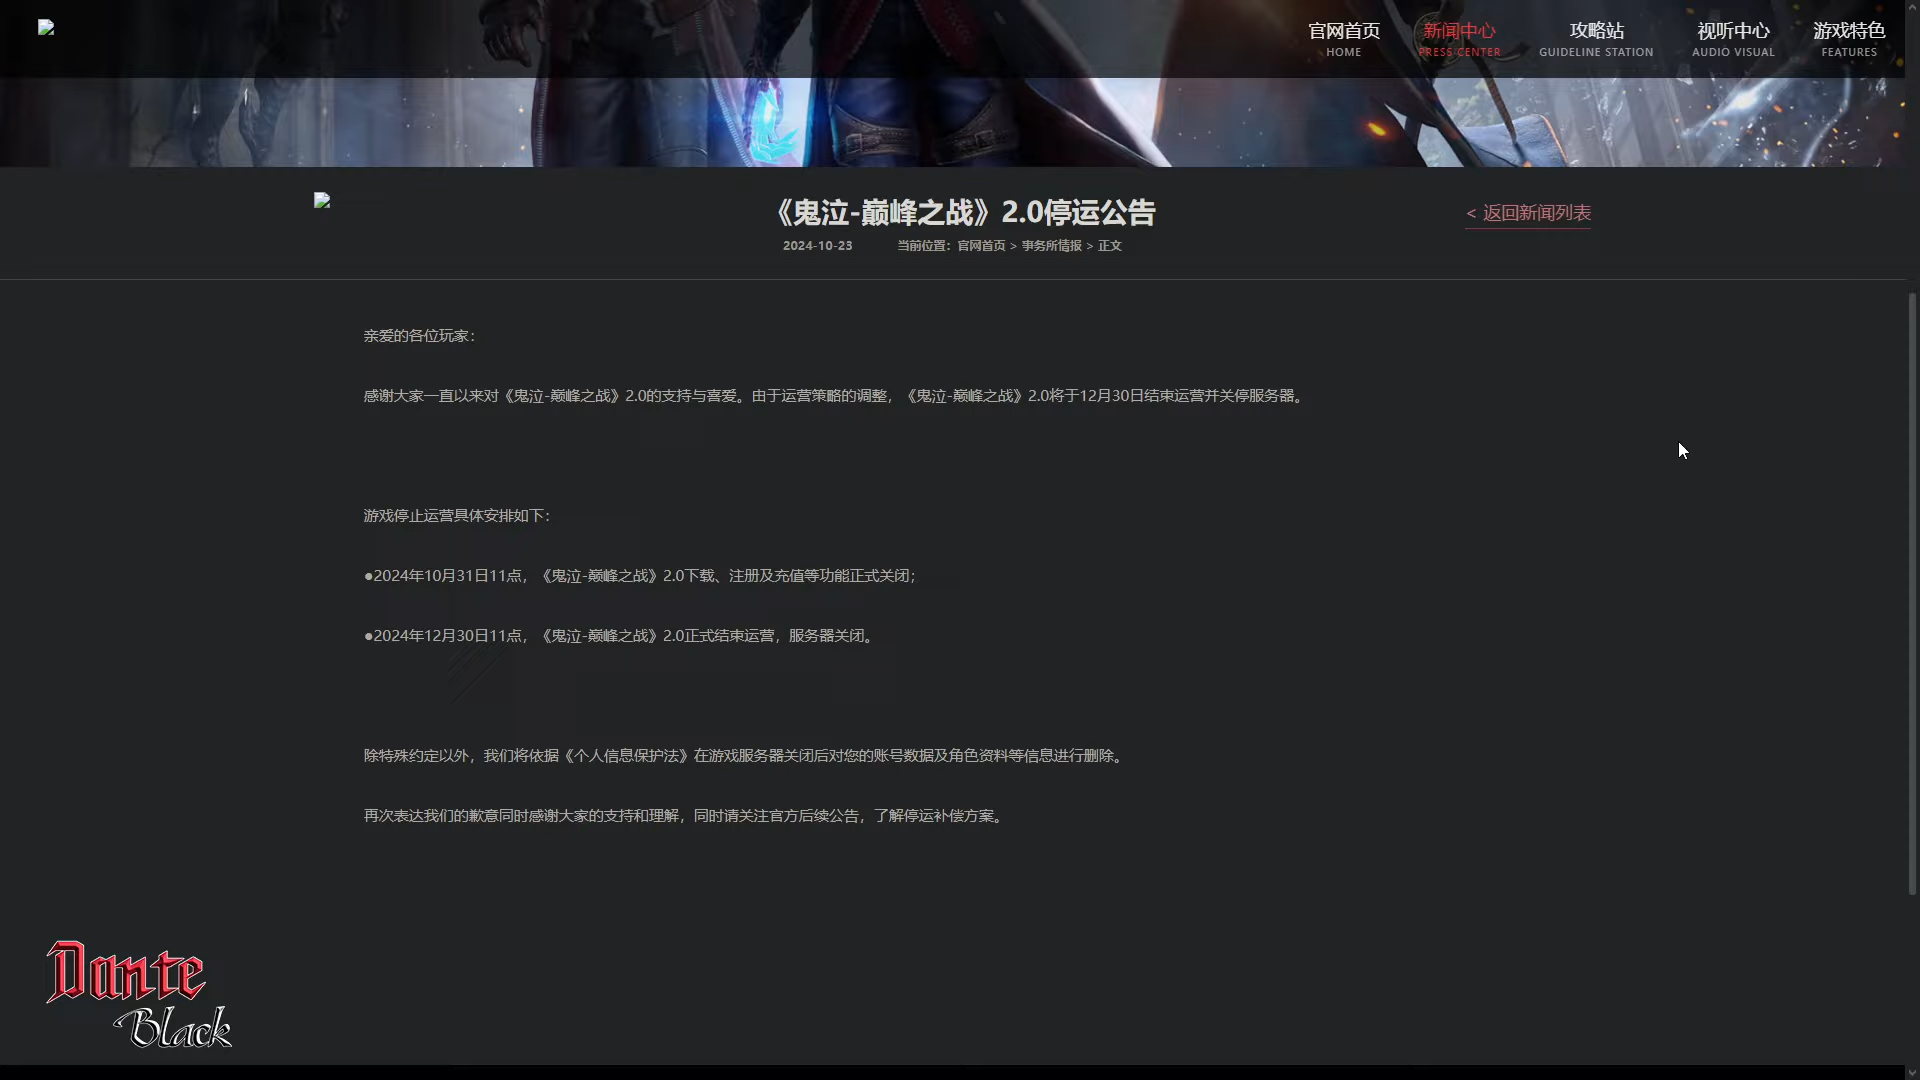 官网首页
HOME
新闻中心
PRESS CENTER
攻略站
GUIDELINE STATION
视听中心
AUDIO VISUAL
游戏特色
FEATURES
《鬼泣-巅峰之战》2.0停运公告
< 返回新闻列表
2024-10-23 当前位置：官网首页 > 事务所情报 > 正文
亲爱的各位玩家：
感谢大家一直以来对《鬼泣-巅峰之战》2.0的支持与喜爱。由于运营策略的调整，《鬼泣-巅峰之战》2.0将于12月30日结束运营并关停服务器。
游戏停止运营具体安排如下：
●2024年10月31日11点，《鬼泣-巅峰之战》2.0下载、注册及充值等功能正式关闭；
●2024年12月30日11点，《鬼泣-巅峰之战》2.0正式结束运营，服务器关闭。
除特殊约定以外，我们将依据《个人信息保护法》在游戏服务器关闭后对您的账号数据及角色资料等信息进行删除。
再次表达我们的歉意同时感谢大家的支持和理解，同时请关注官方后续公告，了解停运补偿方案。
Dante
Black